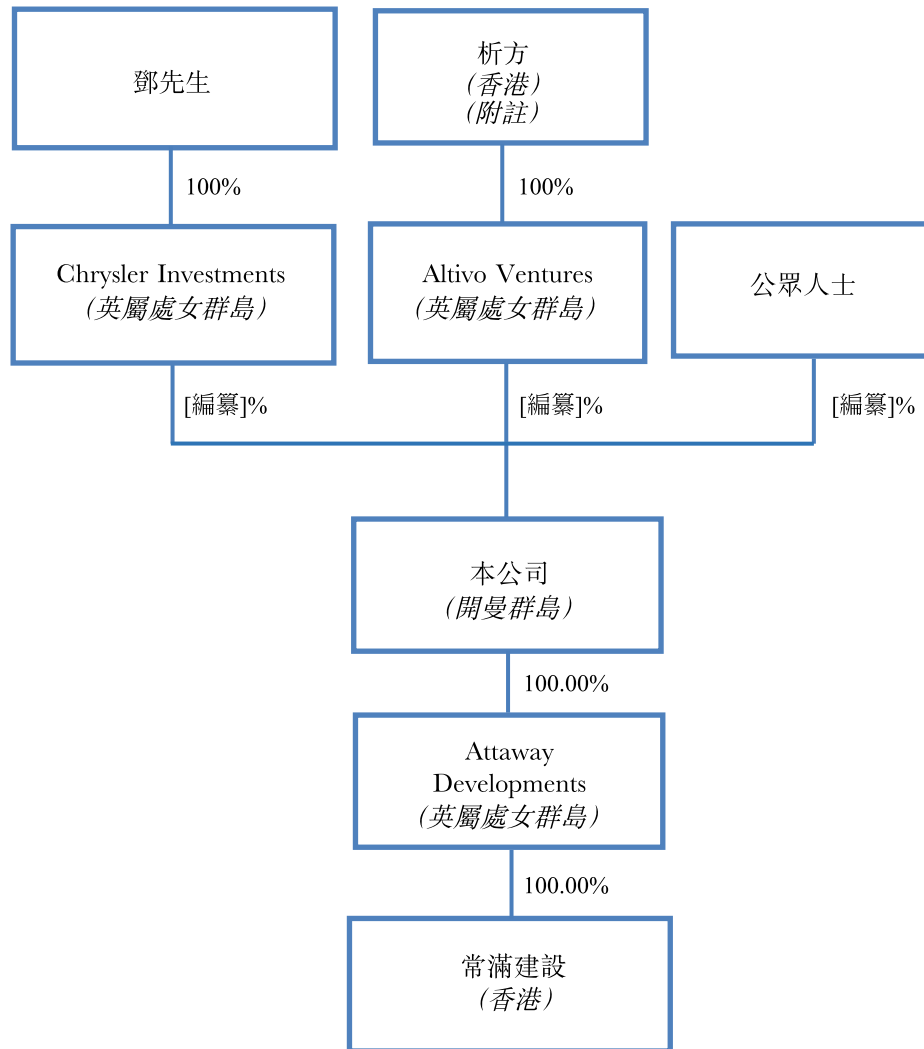 鄧先生
析方
（香港）
（附註）
100%
100%
Chrysler Investments
（英屬處女群島）
Altivo Ventures
（英屬處女群島）
公眾人士
[編纂]%
[編纂]%
[編纂]%
本公司
（開曼群島）
100.00%
Attaway
Developments
（英屬處女群島）
100.00%
常滿建設
（香港）